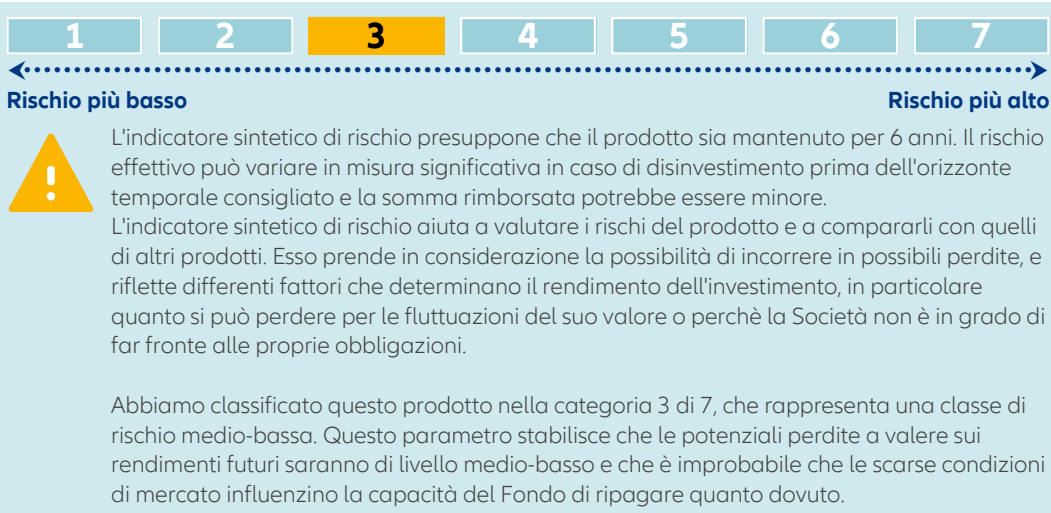 1 2 3 4 5 6 7
Rischio più basso Rischio più alto
L'indicatore sintetico di rischio presuppone che il prodotto sia mantenuto per 6 anni. Il rischio
effettivo può variare in misura significativa in caso di disinvestimento prima dell'orizzonte
temporale consigliato e la somma rimborsata potrebbe essere minore.
L'indicatore sintetico di rischio aiuta a valutare i rischi del prodotto e a compararli con quelli
di altri prodotti. Esso prende in considerazione la possibilità di incorrere in possibili perdite, e
riflette differenti fattori che determinano il rendimento dell'investimento, in particolare
quanto si può perdere per le fluttuazioni del suo valore o perchè la Società non è in grado di
far fronte alle proprie obbligazioni.
Abbiamo classificato questo prodotto nella categoria 3 di 7, che rappresenta una classe di
rischio medio-bassa. Questo parametro stabilisce che le potenziali perdite a valere sui
rendimenti futuri saranno di livello medio-basso e che è improbabile che le scarse condizioni
di mercato influenzino la capacità del Fondo di ripagare quanto dovuto.